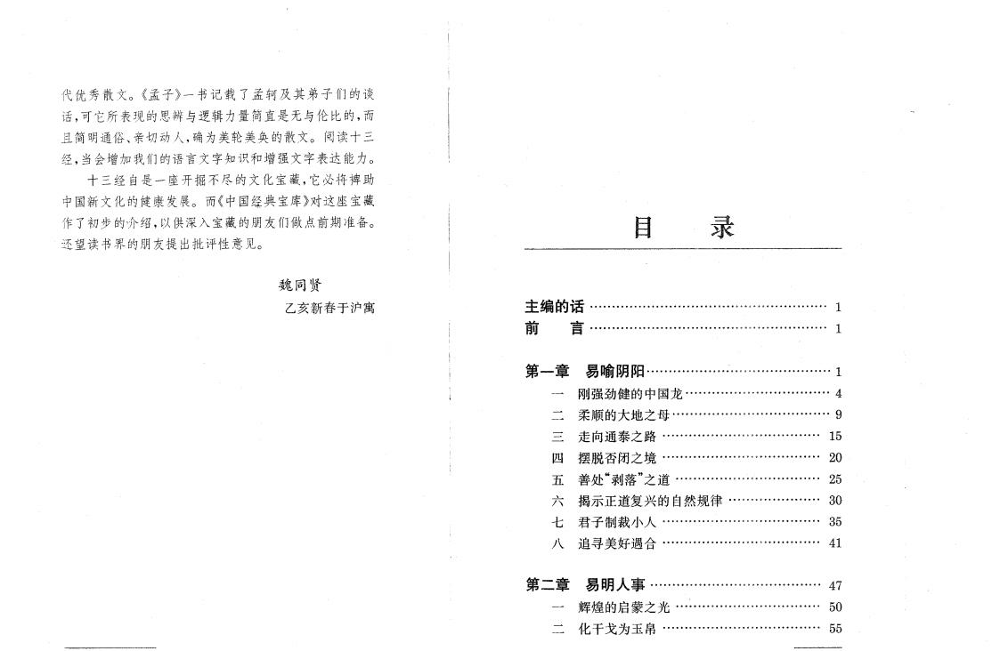 代优秀散文。《孟子》一书记载了孟轲及其弟子们的谈
话,可它所表现的思辨与逻辑力量简直是无与伦比的,而
且简明通俗、亲切动人,确为美轮美奂的散文。阅读十三
经,当会增加我们的语言文字知识和增强文字表达能力。
十三经自是一座开掘不尽的文化宝藏,它必将裨助
中国新文化的健康发展。而《中国经典宝库》对这座宝藏
作了初步的介绍,以供深入宝藏的朋友们做点前期准备。
还望读书界的朋友提出批评性意见。
魏同贤
乙亥新春于沪寓
目 录
主编的话 …………………………………………… 1
前 言 …………………………………………… 1
第一章 易喻阴阳 ………………………………… 1
一 刚强劲健的中国龙 ………………………… 4
二 柔顺的大地之母 …………………………… 9
三 走向通泰之路 ……………………………… 15
四 摆脱否闭之境 ……………………………… 20
五 善处“剥落”之道 ………………………… 25
六 揭示正道复兴的自然规律 ………………… 30
七 君子制裁小人 ……………………………… 35
八 追寻美好遇合 ……………………………… 41
第二章 易明人事 ………………………………… 47
一 辉煌的启蒙之光 …………………………… 50
二 化干戈为玉帛 ……………………………… 55